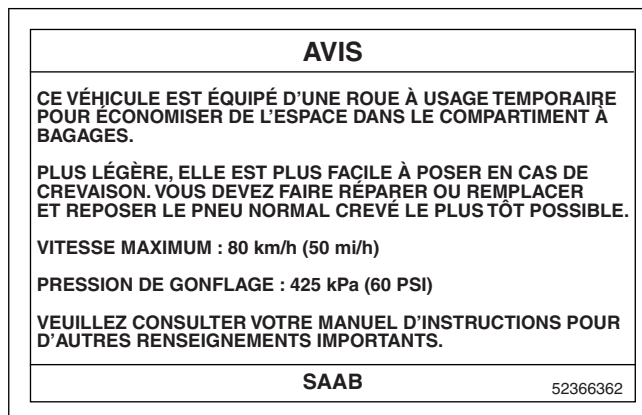 AVIS
CE VÉHICULE EST ÉQUIPÉ D'UNE ROUE À USAGE TEMPORAIRE
POUR ÉCONOMISER DE L'ESPACE DANS LE COMPARTIMENT À
BAGAGES.
PLUS LÉGÈRE, ELLE EST PLUS FACILE À POSER EN CAS DE
CREVAISON. VOUS DEVEZ FAIRE RÉPARER OU REMPLACER
ET REPOSER LE PNEU NORMAL CREVÉ LE PLUS TÔT POSSIBLE.
VITESSE MAXIMUM : 80 km/h (50 mi/h)
PRESSION DE GONFLAGE : 425 kPa (60 PSI)
VEUILLEZ CONSULTER VOTRE MANUEL D'INSTRUCTIONS POUR
D'AUTRES RENSEIGNEMENTS IMPORTANTS.
SAAB
52366362